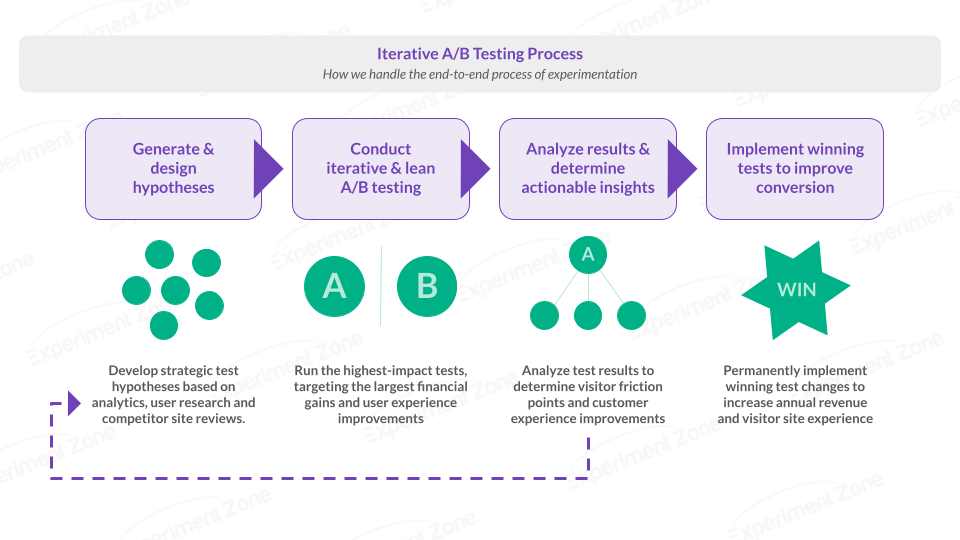 Iterative A/B Testing Process
How we handle the end-to-end process of experimentation
Generate &
design
hypotheses
Conduct
iterative & lean
A/B testing
Analyze results &
determine
actionable insights
Implement winning
tests to improve
conversion
A
B
A
WIN
Develop strategic test
hypotheses based on
analytics, user research and
competitor site reviews.
Run the highest-impact tests,
targeting the largest financial
gains and user experience
improvements
Analyze test results to
determine visitor friction
points and customer
experience improvements
Permanently implement
winning test changes to
increase annual revenue
and visitor site experience
Experiment Zone